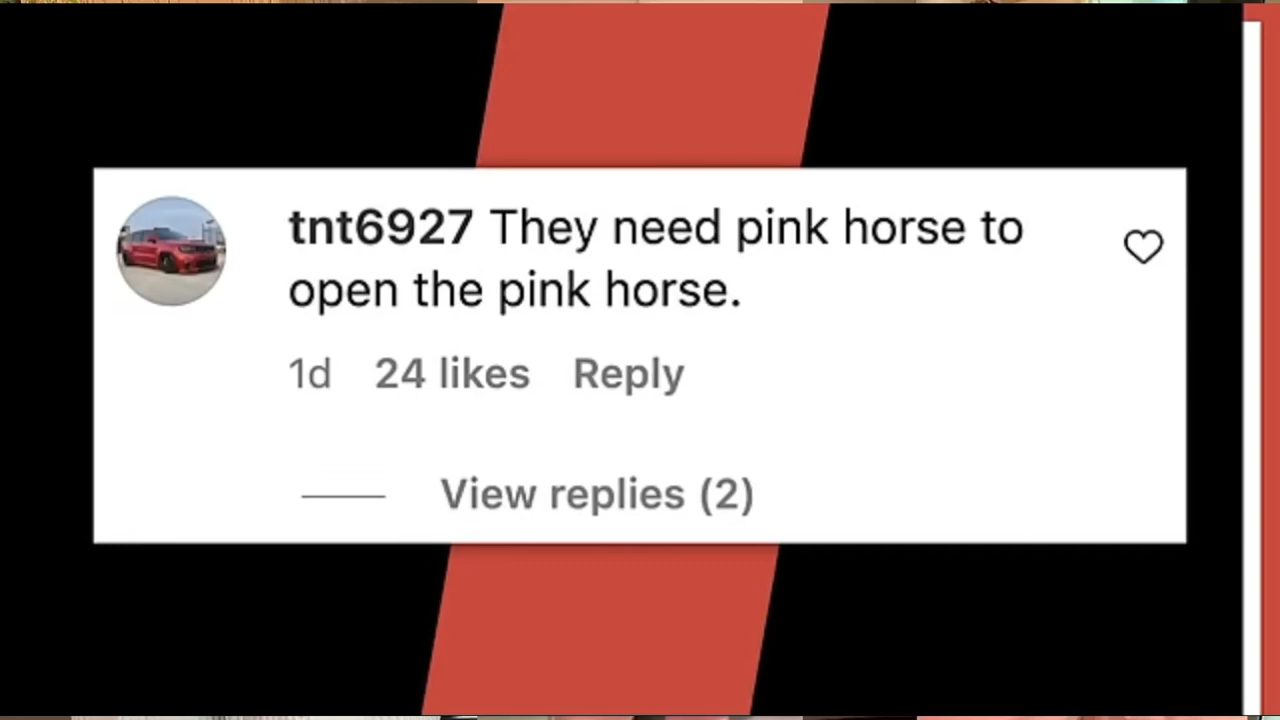 tnt6927 They need pink horse to
open the pink horse.
1d 24 likes Reply
View replies (2)